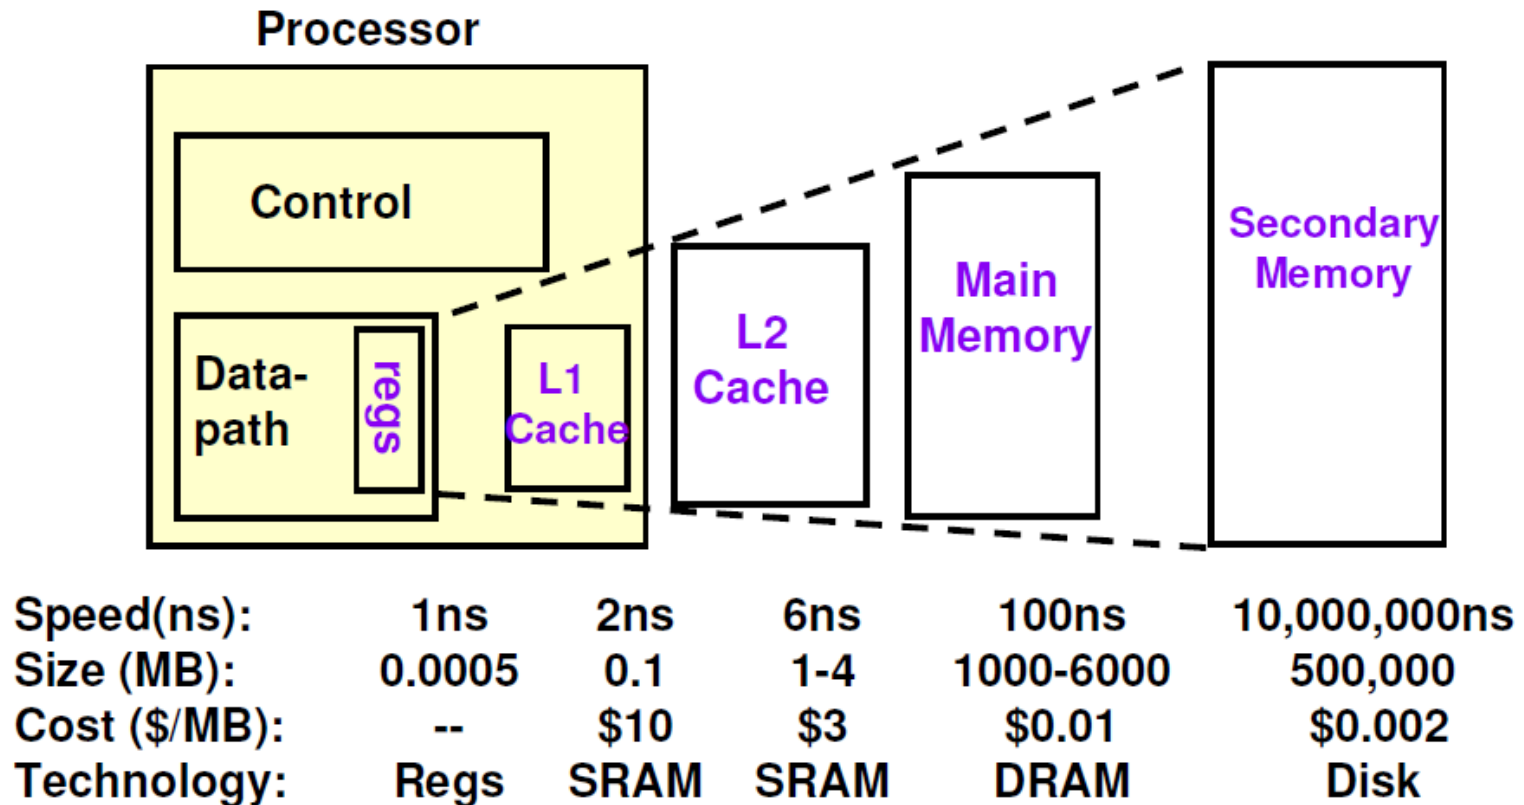 Processor
Control
Data-
path
regs
L1
Cache
L2
Cache
Main
Memory
Secondary
Memory
Speed(ns): 1ns 2ns 6ns 100ns 10,000,000ns
Size (MB): 0.0005 0.1 1-4 1000-6000 500,000
Cost ($/MB): -- $10 $3 $0.01 $0.002
Technology: Regs SRAM SRAM DRAM Disk